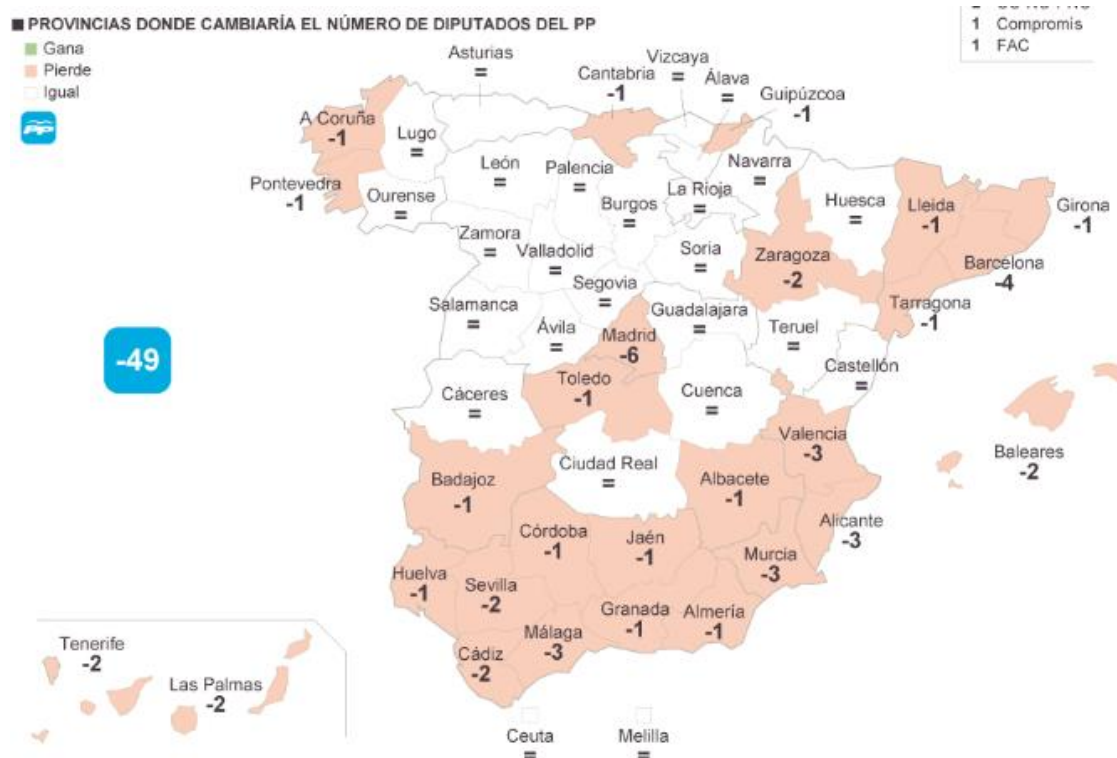 PROVINCIAS DONDE CAMBIARÍA EL NÚMERO DE DIPUTADOS DEL PP
Gana
Pierde
Igual
PP
1 Compromis
1 FAC
Asturias
=
Cantabria
-1
Vizcaya
=
Álava
=
Guipúzcoa
-1
A Coruña
-1
Lugo
=
León
=
Palencia
=
Burgos
=
La Rioja
=
Navarra
=
Huesca
=
Lleida
-1
Girona
-1
Pontevedra
-1
Ourense
=
Zamora
=
Valladolid
=
Soria
=
Zaragoza
-2
Barcelona
-4
Tarragona
-1
Salamanca
=
Ávila
=
Segovia
=
Madrid
-6
Guadalajara
=
Teruel
=
Castellón
=
-49
Cáceres
=
Toledo
-1
Cuenca
=
Valencia
-3
Baleares
-2
Badajoz
-1
Ciudad Real
=
Albacete
-1
Alicante
-3
Córdoba
-1
Jaén
-1
Murcia
-3
Huelva
-1
Sevilla
-2
Granada
-1
Almería
-1
Cádiz
-2
Málaga
-3
Tenerife
-2
Las Palmas
-2
Ceuta
=
Melilla
=